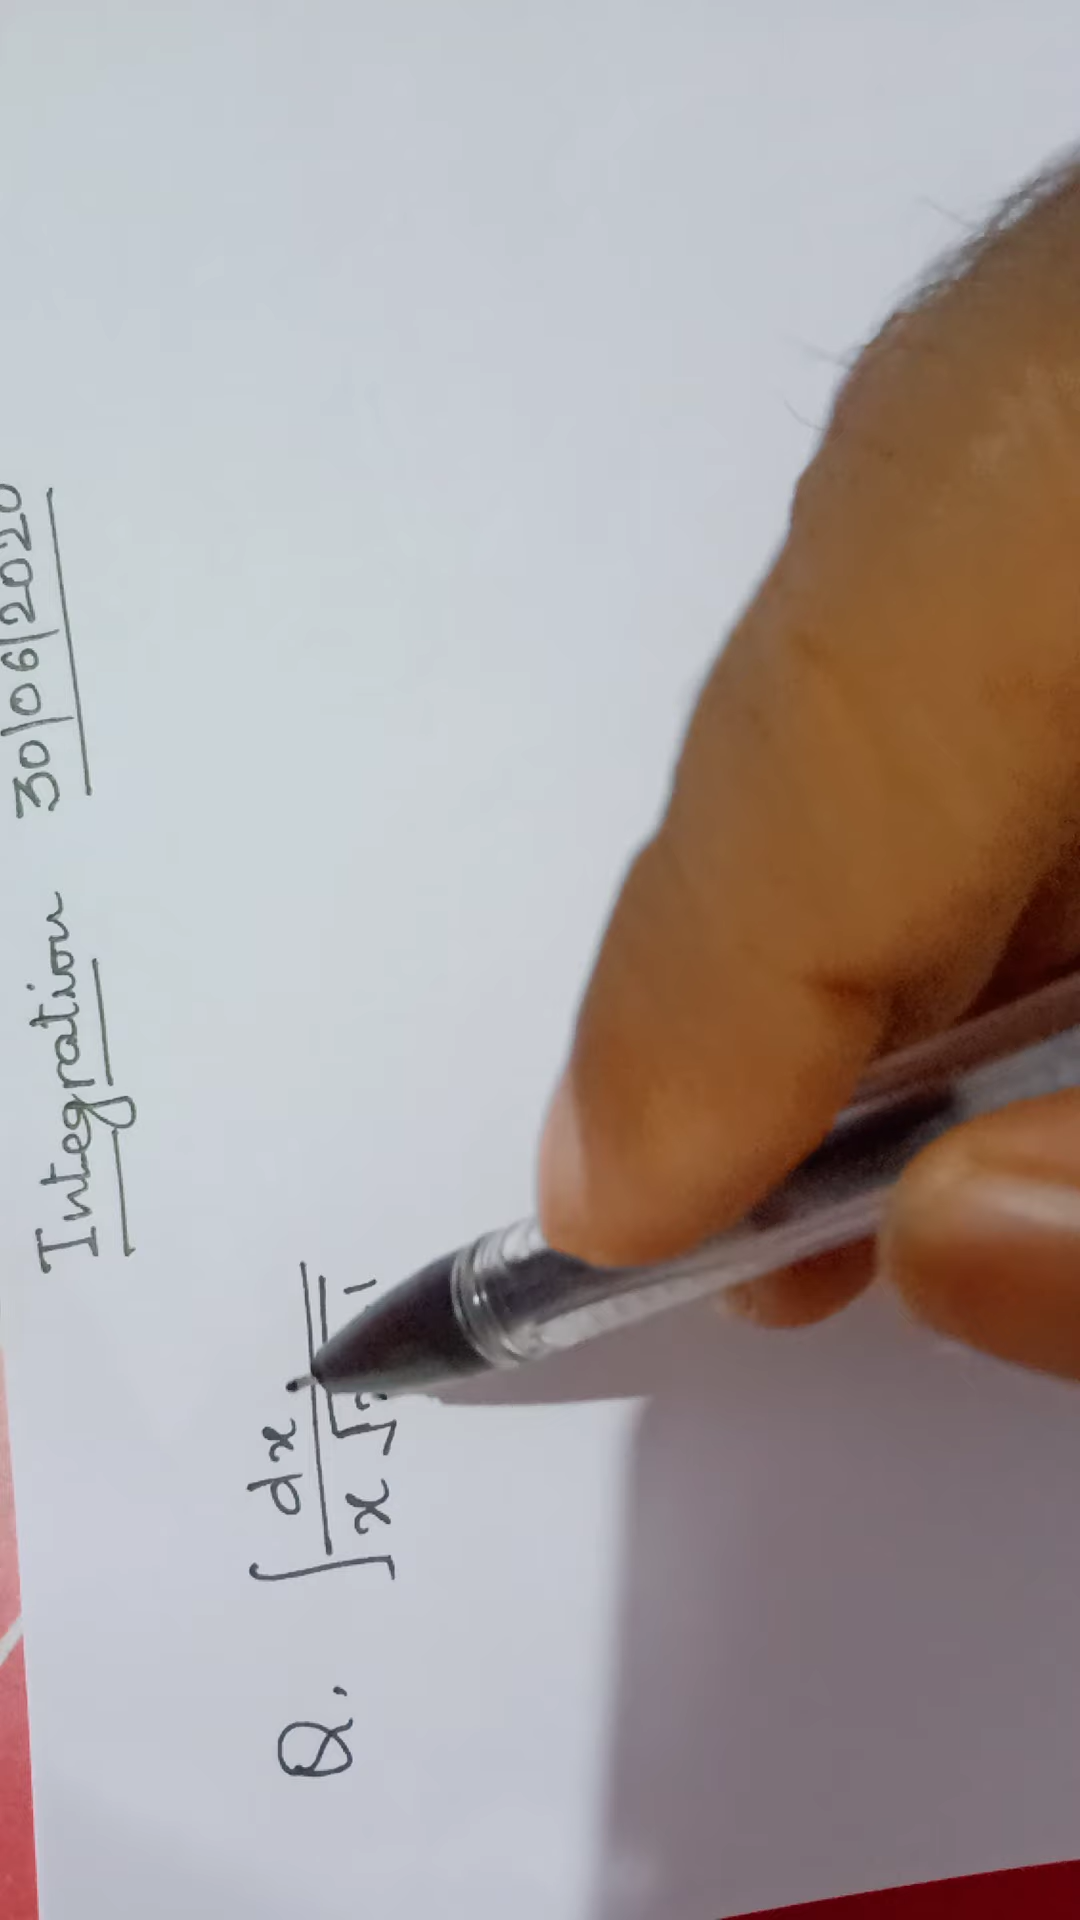 Integration 30/06/2020
Q. ∫ dx / x√